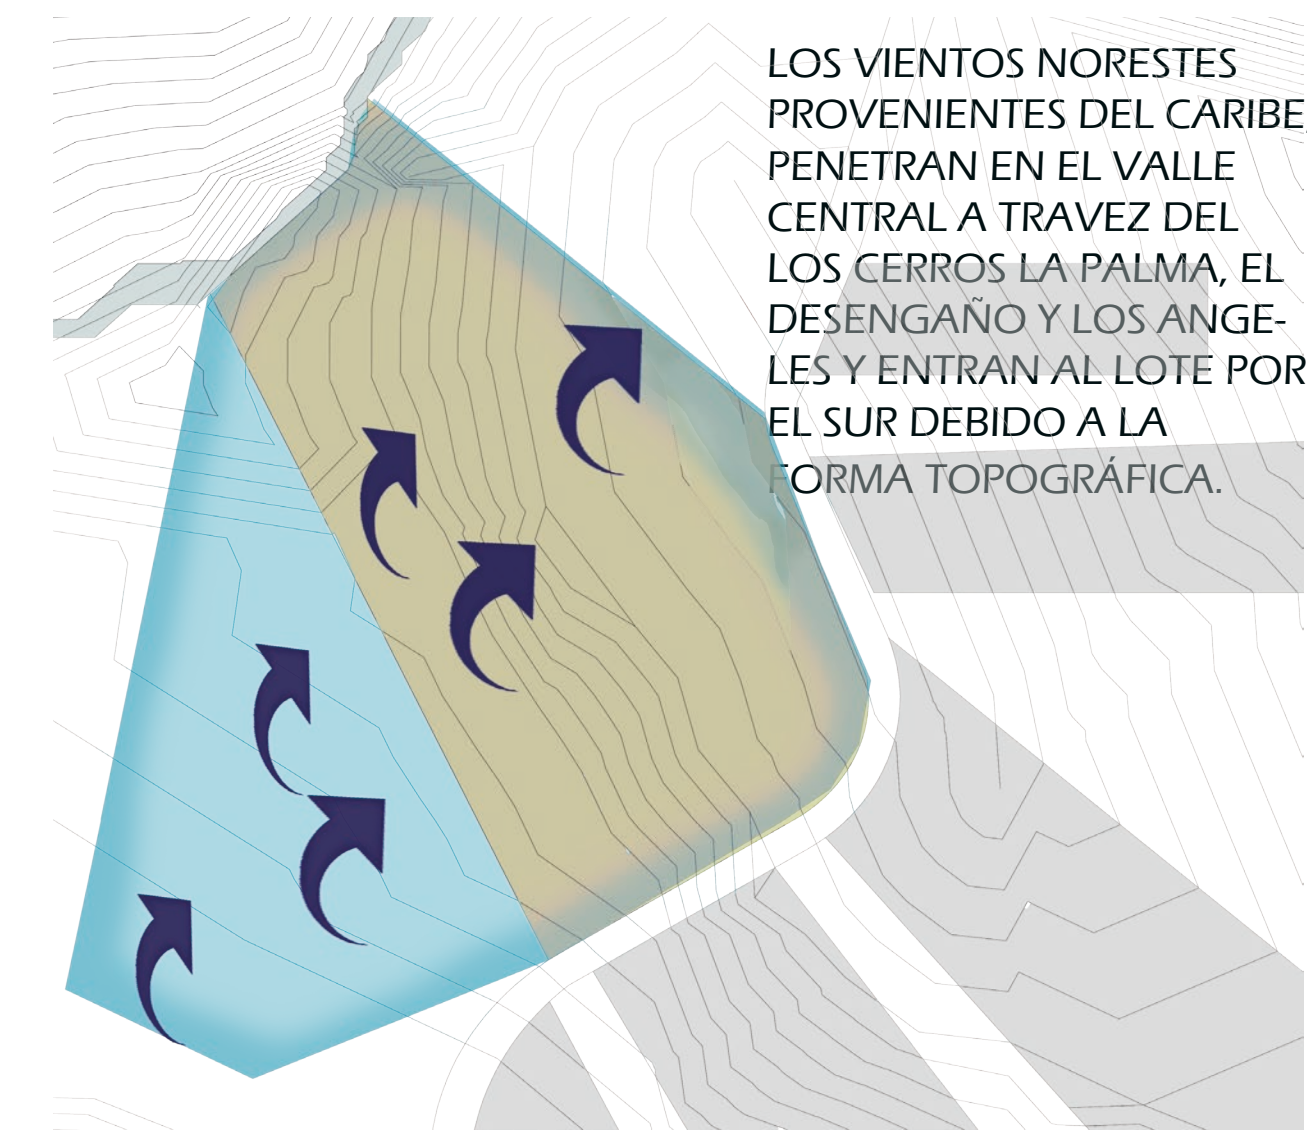 LOS VIENTOS NORESTES
PROVENIENTES DEL CARIBE
PENETRAN EN EL VALLE
CENTRAL A TRAVEZ DEL
LOS CERROS LA PALMA, EL
DESENGAÑO Y LOS ANGE-
LES Y ENTRAN AL LOTE POR
EL SUR DEBIDO A LA
FORMA TOPOGRÁFICA.